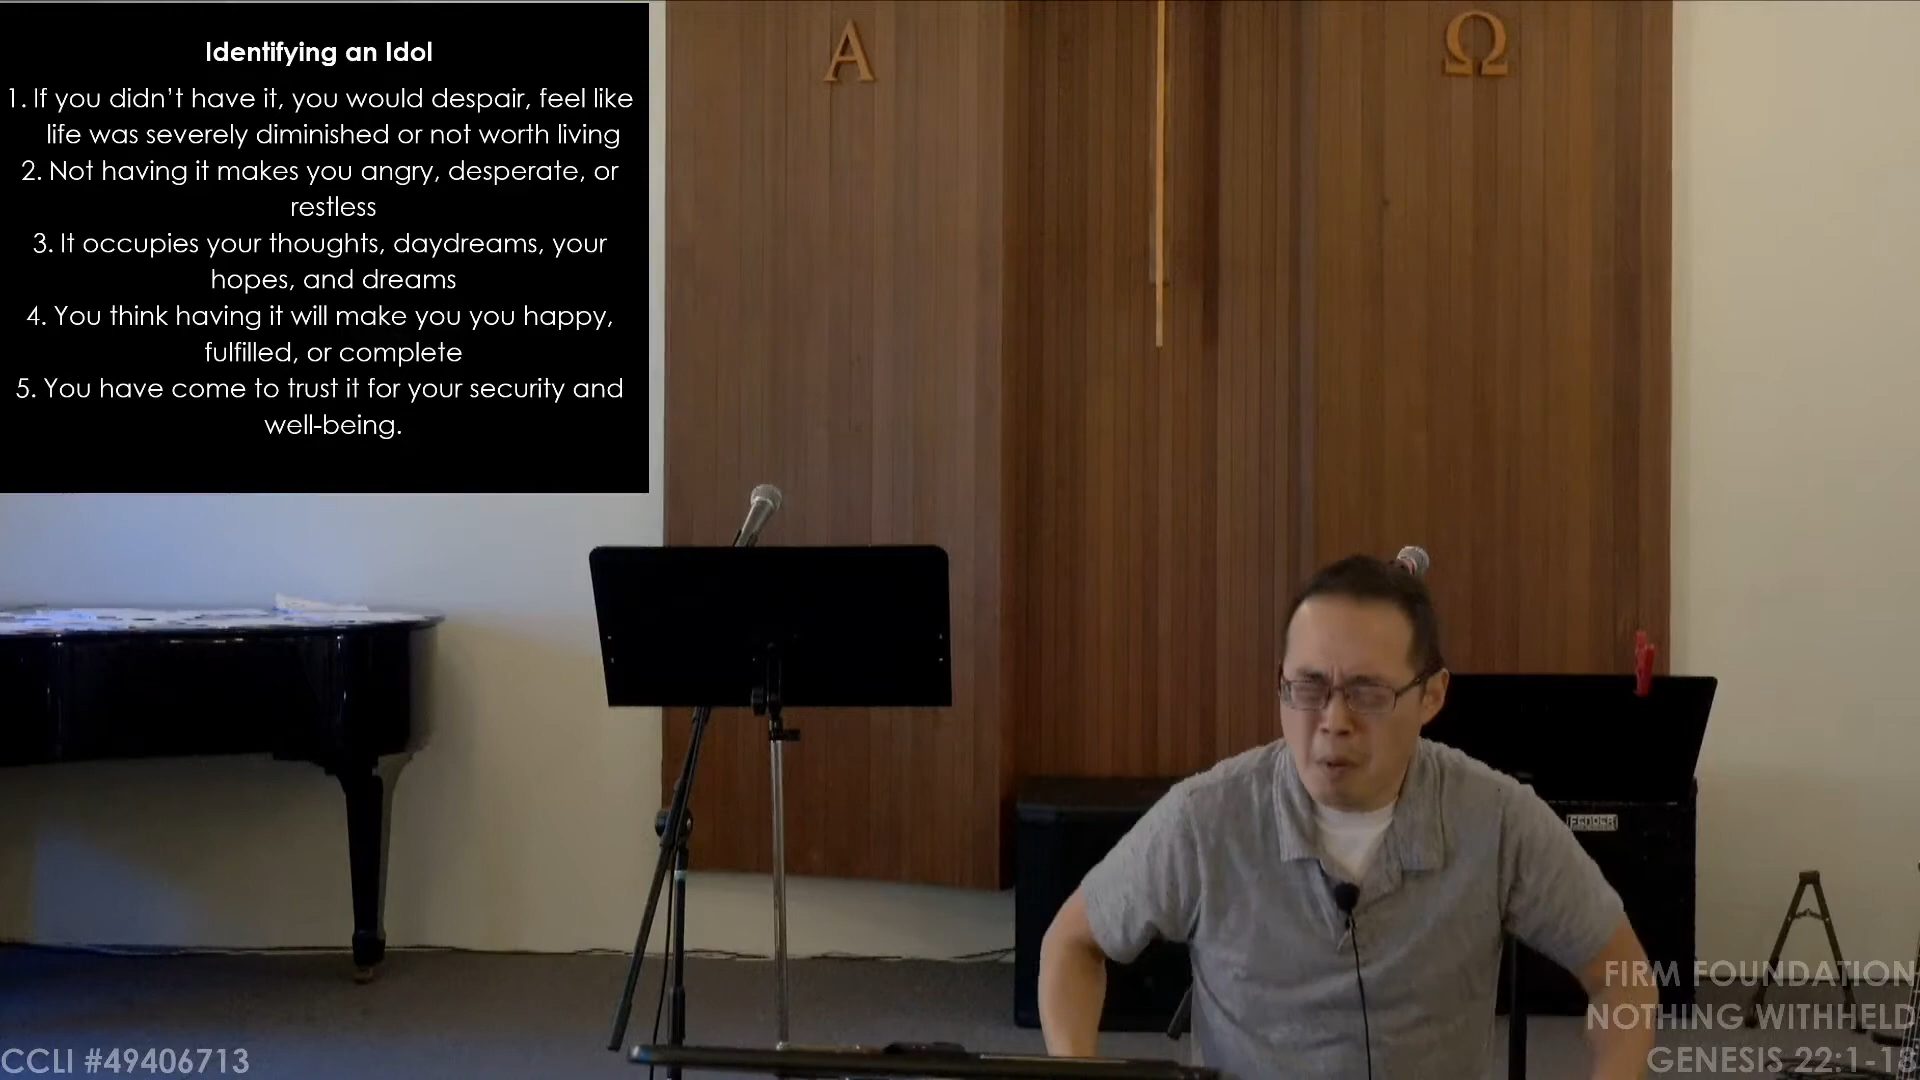 Identifying an Idol
1. If you didn't have it, you would despair, feel like
life was severely diminished or not worth living
2. Not having it makes you angry, desperate, or
restless
3. It occupies your thoughts, daydreams, your
hopes, and dreams
4. You think having it will make you you happy,
fulfilled, or complete
5. You have come to trust it for your security and
well-being.
Α
Ω
FENDER
FIRM FOUNDATION
NOTHING WITHHELD
GENESIS 22:1-18
CCLI #49406713